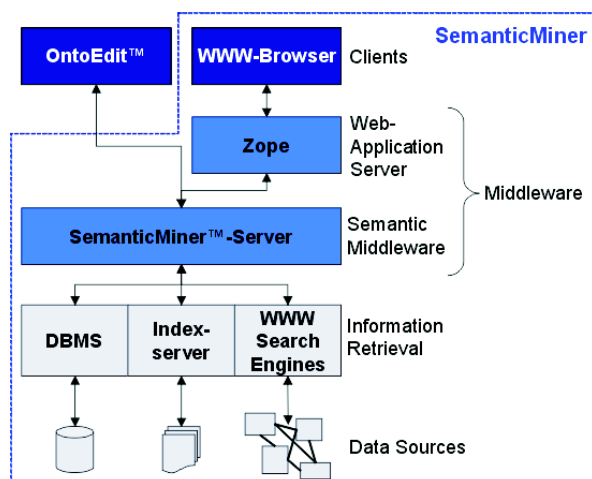 SemanticMiner
OntoEdit™
WWW-Browser
Clients
Zope
Web-
Application
Server
Middleware
SemanticMiner™-Server
Semantic
Middleware
DBMS
Index-
server
WWW
Search
Engines
Information
Retrieval
Data Sources